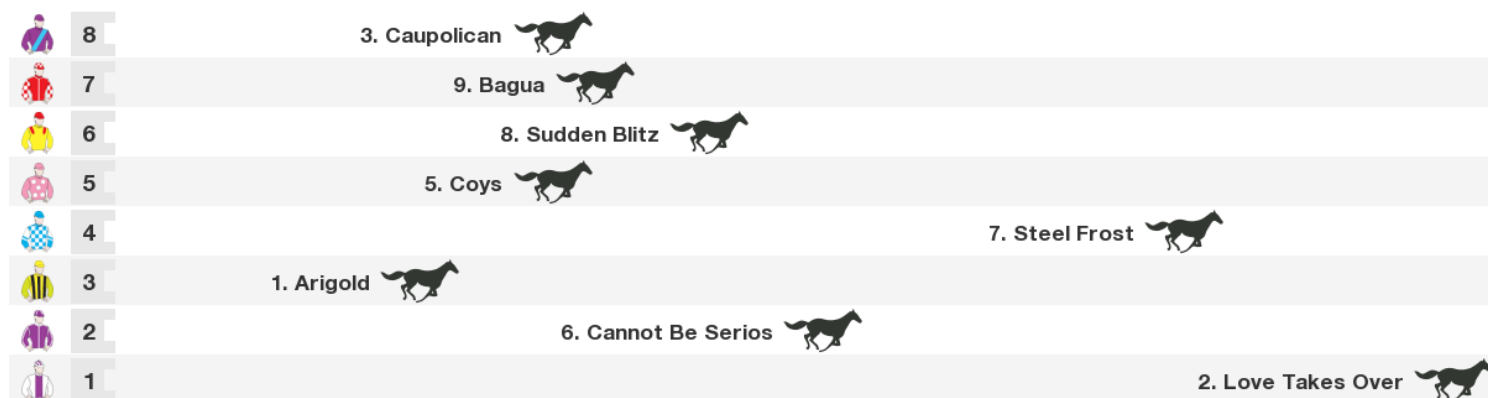 8 3. Caupolican
7 9. Bagua
6 8. Sudden Blitz
5 5. Coys
4 7. Steel Frost
3 1. Arigold
2 6. Cannot Be Serios
1 2. Love Takes Over